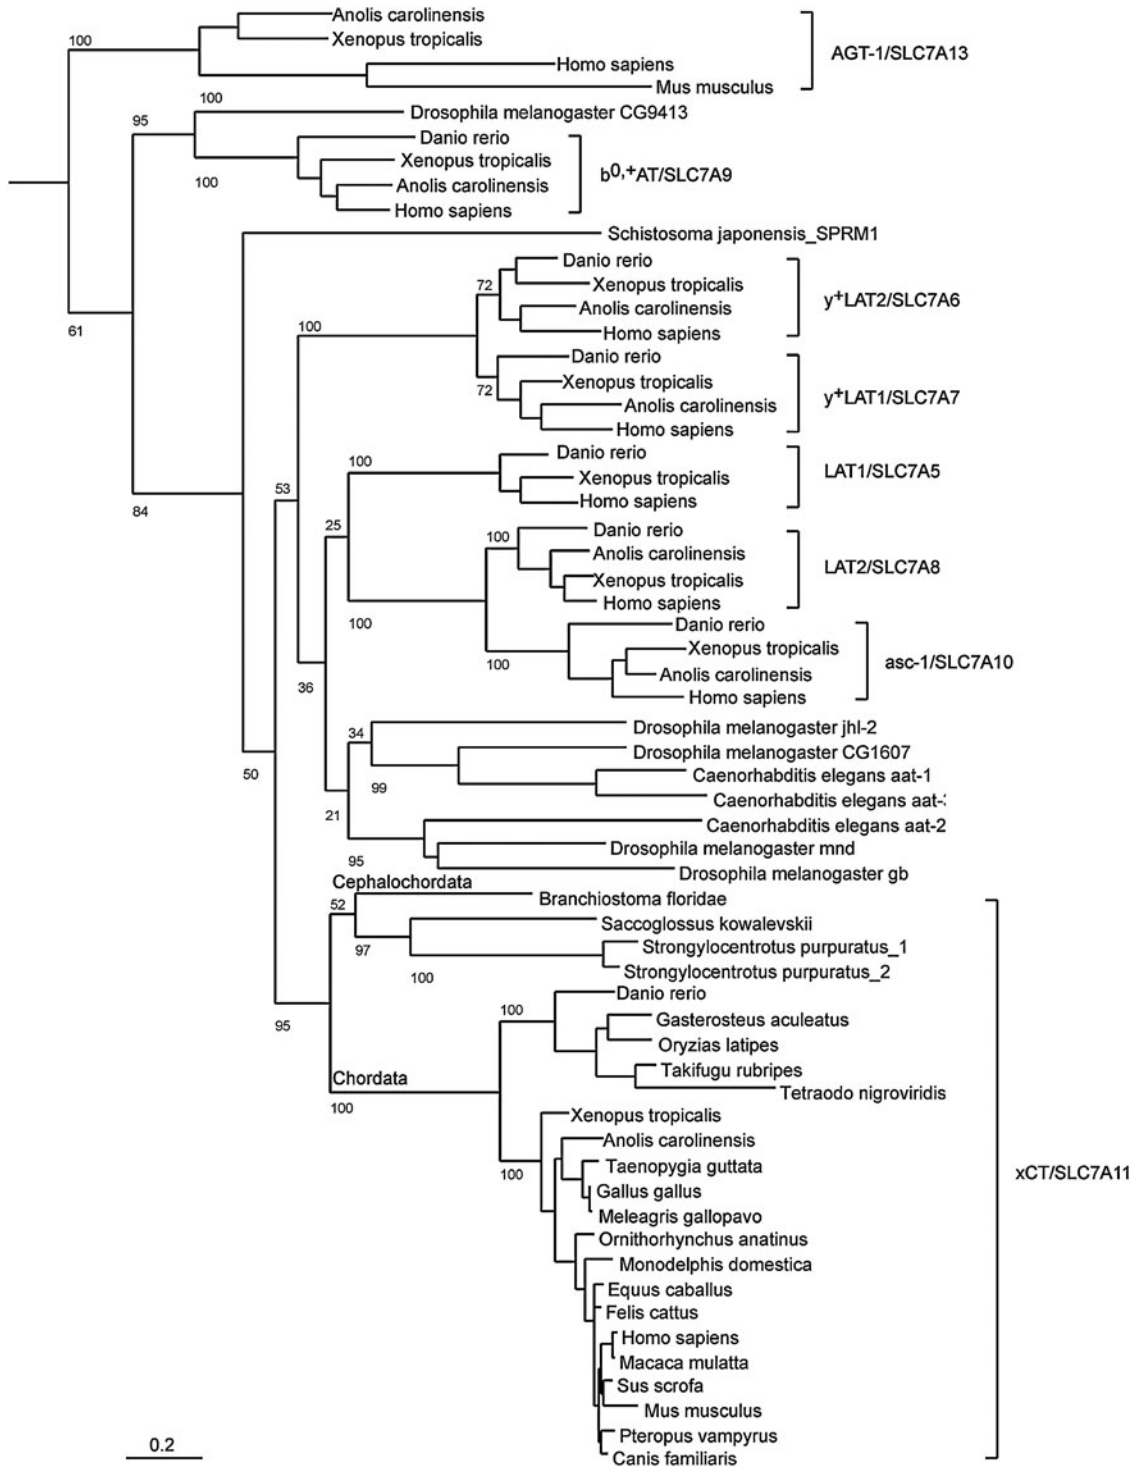 Anolis carolinensis
100
Xenopus tropicalis
AGT-1/SLC7A13
Homo sapiens
Mus musculus
100
Drosophila melanogaster CG9413
95
Danio rerio
Xenopus tropicalis
b0,+AT/SLC7A9
100
Anolis carolinensis
Homo sapiens
Schistosoma japonensis_SPRM1
Danio rerio
72
Xenopus tropicalis
y+LAT2/SLC7A6
Anolis carolinensis
61
100
Homo sapiens
Danio rerio
72
Xenopus tropicalis
y+LAT1/SLC7A7
Anolis carolinensis
Homo sapiens
Danio rerio
100
Xenopus tropicalis
LAT1/SLC7A5
53
Homo sapiens
84
25
Danio rerio
100
Anolis carolinensis
LAT2/SLC7A8
Xenopus tropicalis
Homo sapiens
100
Danio rerio
100
Xenopus tropicalis
asc-1/SLC7A10
36
Anolis carolinensis
Homo sapiens
34
Drosophila melanogaster jhl-2
Drosophila melanogaster CG1607
50
99
Caenorhabditis elegans aat-1
Caenorhabditis elegans aat-
21
Caenorhabditis elegans aat-2
95
Drosophila melanogaster mnd
Drosophila melanogaster gb
Cephalochordata
52
Branchiostoma floridae
Saccoglossus kowalevskii
97
Strongylocentrotus purpuratus_1
100
Strongylocentrotus purpuratus_2
Danio rerio
95
100
Gasterosteus aculeatus
Oryzias latipes
Takifugu rubripes
Chordata
Tetraodo nigroviridis
100
Xenopus tropicalis
Anolis carolinensis
100
Taenopygia guttata
xCT/SLC7A11
Gallus gallus
Meleagris gallopavo
Ornithorhynchus anatinus
Monodelphis domestica
Equus caballus
Felis cattus
Homo sapiens
Macaca mulatta
Sus scrofa
Mus musculus
Pteropus vampyrus
0.2
Canis familiaris